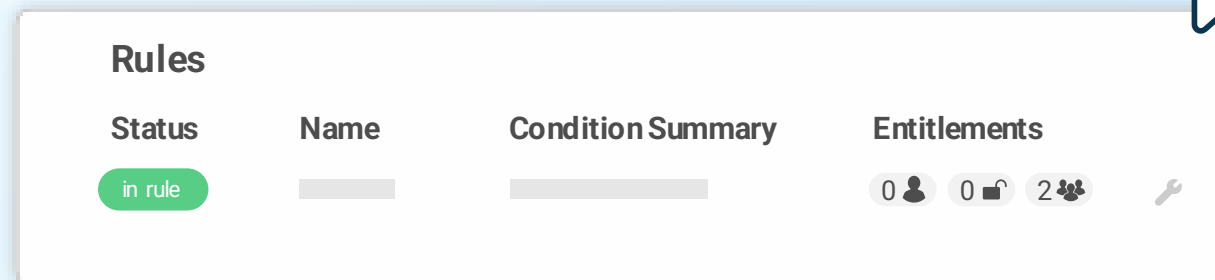 Rules
Status Name Condition Summary Entitlements
in rule 0 0 2